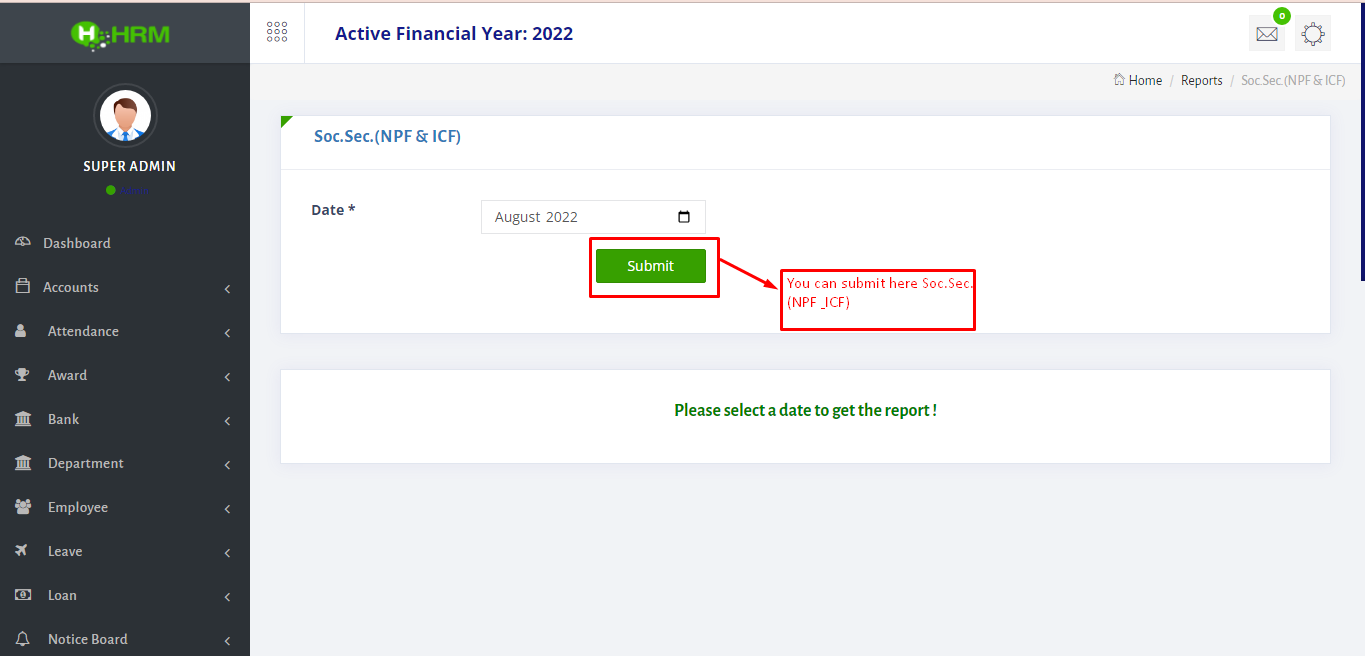 HRM
Active Financial Year: 2022
0
Home / Reports / Soc.Sec.(NPF & ICF)
SUPER ADMIN
Dashboard
Accounts
Attendance
Award
Bank
Department
Employee
Leave
Loan
Notice Board
Soc.Sec.(NPF & ICF)
Date *
August 2022
Submit
You can submit here Soc.Sec.
(NPF _ICF)
Please select a date to get the report !